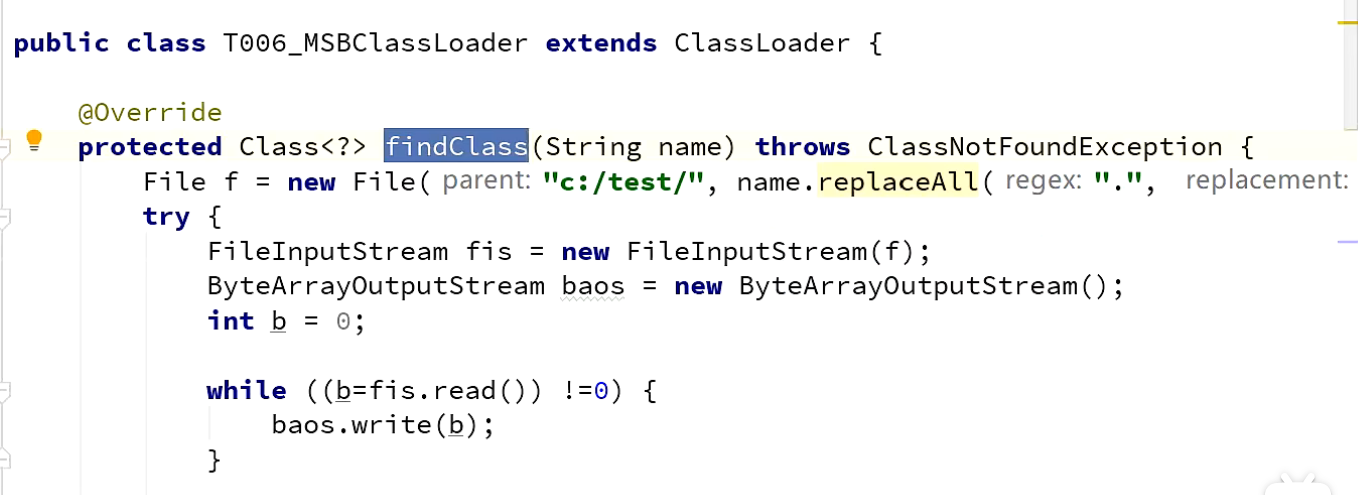 public class T006_MSBClassLoader extends ClassLoader {
@Override
protected Class<?> findClass(String name) throws ClassNotFoundException {
File f = new File( parent: "c:/test/", name.replaceAll( regex: ".", replacement:
try {
FileInputStream fis = new FileInputStream(f);
ByteArrayOutputStream baos = new ByteArrayOutputStream();
int b = 0;
while ((b=fis.read()) !=0) {
baos.write(b);
}